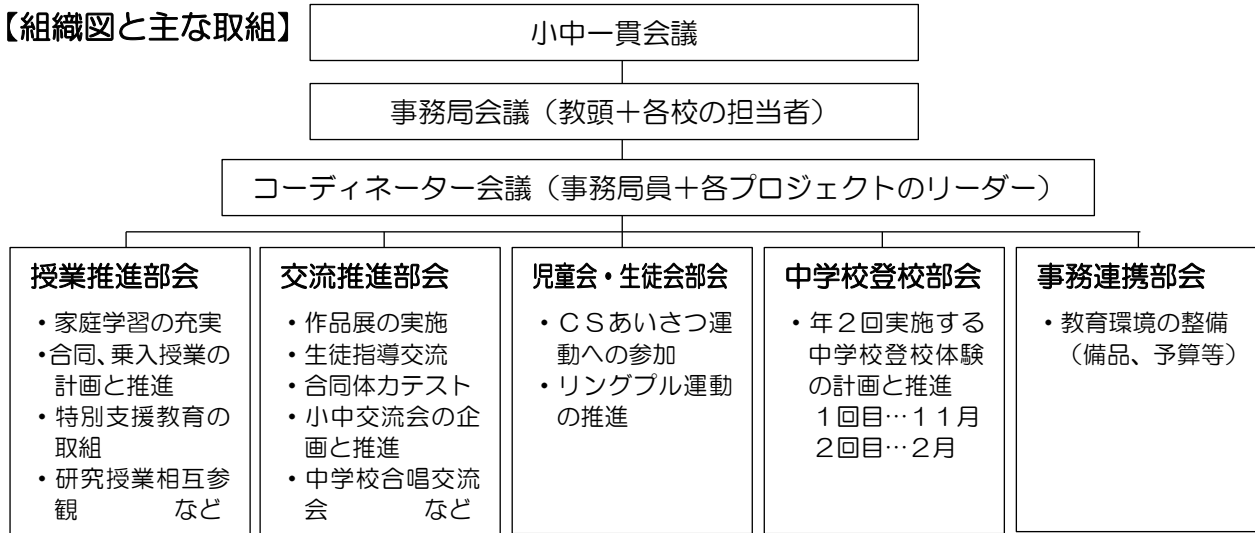 【組織図と主な取組】
小中一貫会議
事務局会議（教頭＋各校の担当者）
コーディネーター会議（事務局員＋各プロジェクトのリーダー）
授業推進部会
・家庭学習の充実
・合同、乗入授業の
計画と推進
・特別支援教育の
取組
・研究授業相互参
観　　　など
交流推進部会
・作品展の実施
・生徒指導交流
・合同体力テスト
・小中交流会の企
画と推進
・中学校合唱交流
会　　　など
児童会・生徒会部会
・ＣＳあいさつ運
動への参加
・リングプル運動
の推進
中学校登校部会
・年２回実施する
中学校登校体験
の計画と推進
１回目…１１月
２回目…２月
事務連携部会
・教育環境の整備
（備品、予算等）